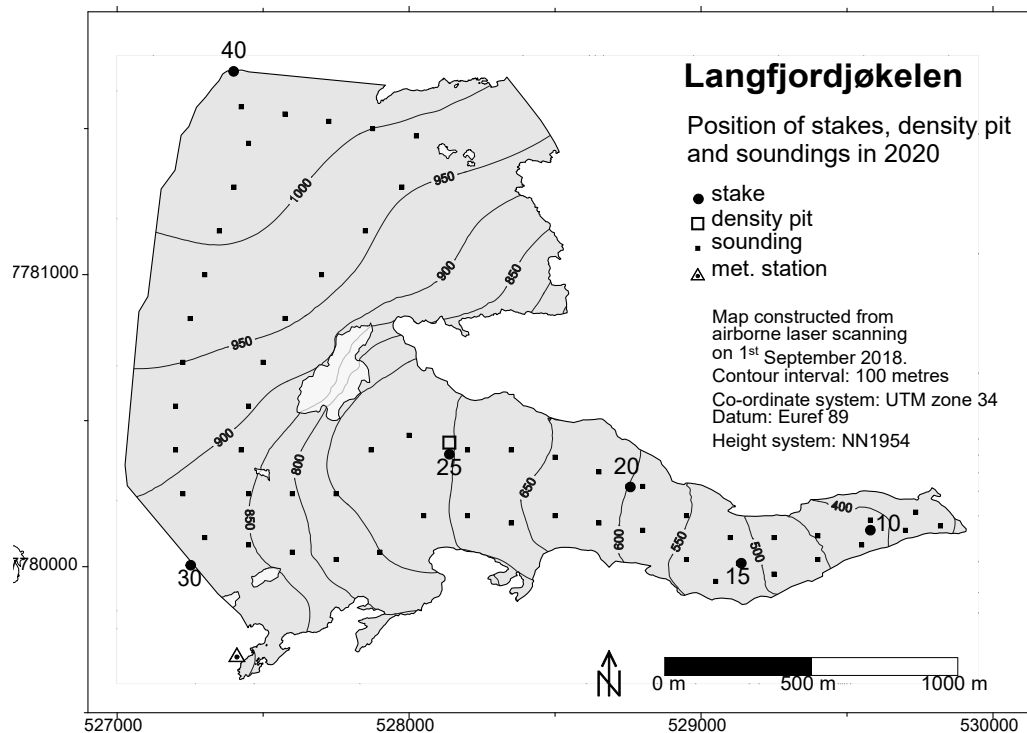 40
Langfjordjøkelen
Position of stakes, density pit
and soundings in 2020
stake
density pit
sounding
met. station
Map constructed from
airborne laser scanning
on 1st September 2018.
Contour interval: 100 metres
Co-ordinate system: UTM zone 34
Datum: Euref 89
Height system: NN1954
1000
950
900
850
7781000
950
900
800
850
25
650
20
600
550
500
400
10
15
7780000
30
N
0 m
500 m
1000 m
527000
528000
529000
530000